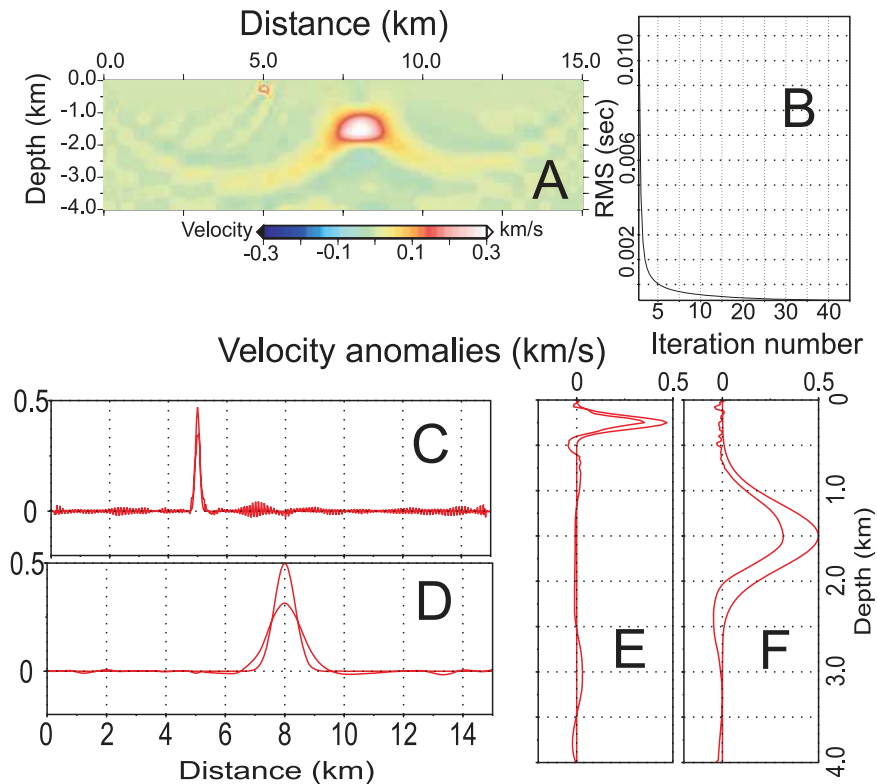 Distance (km)
0.0 5.0 10.0 15.0
Depth (km)
0.0
-1.0
-2.0
-3.0
-4.0
A
Velocity km/s
-0.3 -0.1 0.1 0.3
RMS (sec)
0.010
0.006
0.002
B
5 10 20 30 40
Iteration number
Velocity anomalies (km/s)
0.5
0
C
0.5
0
D
0 2 4 6 8 10 12 14
Distance (km)
0 0.5
E
0 0.5
F
0
1.0
2.0
3.0
4.0
Depth (km)